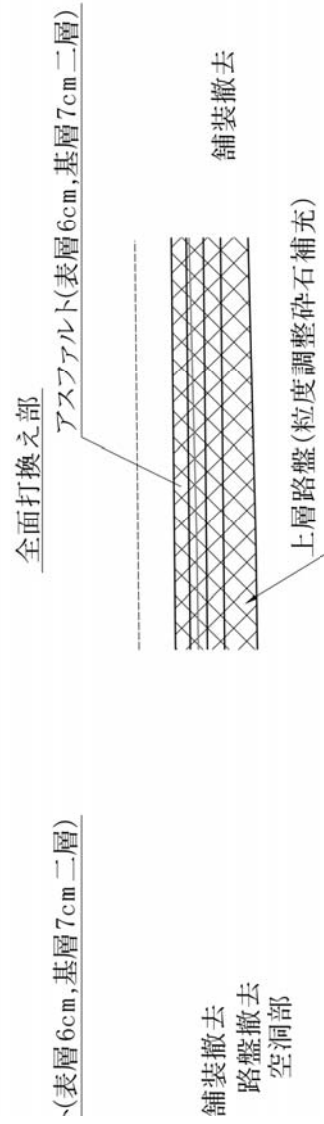 全面打換え部
アスファルト(表層6cm,基層7cm二層)
舗装撤去
上層路盤(粒度調整砕石補充)
(表層6cm,基層7cm二層)
舗装撤去
路盤撤去
空洞部